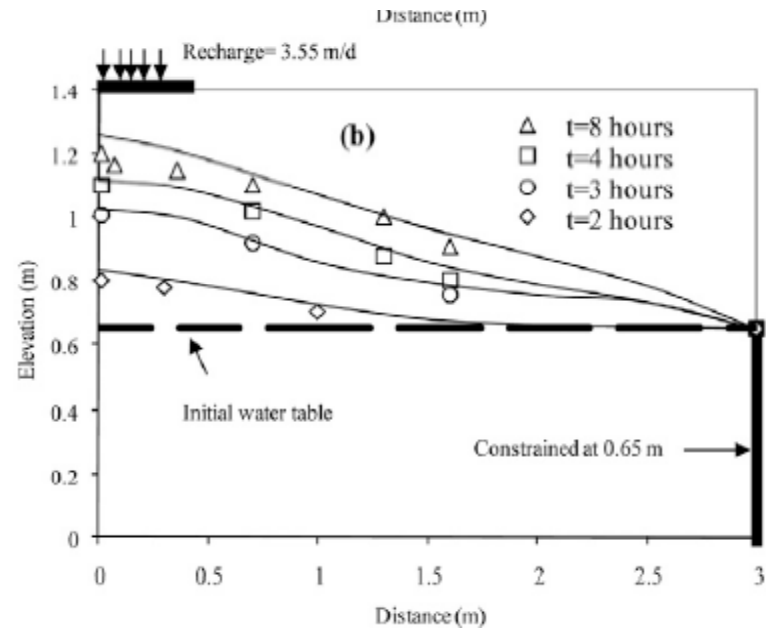 Distance (m)
Recharge= 3.55 m/d
1.4
(b)
t=8 hours
1.2
t=4 hours
t=3 hours
1
t=2 hours
0.8
Elevation (m)
0.6
Initial water table
0.4
Constrained at 0.65 m
0.2
0
0 0.5 1 1.5 2 2.5 3
Distance (m)